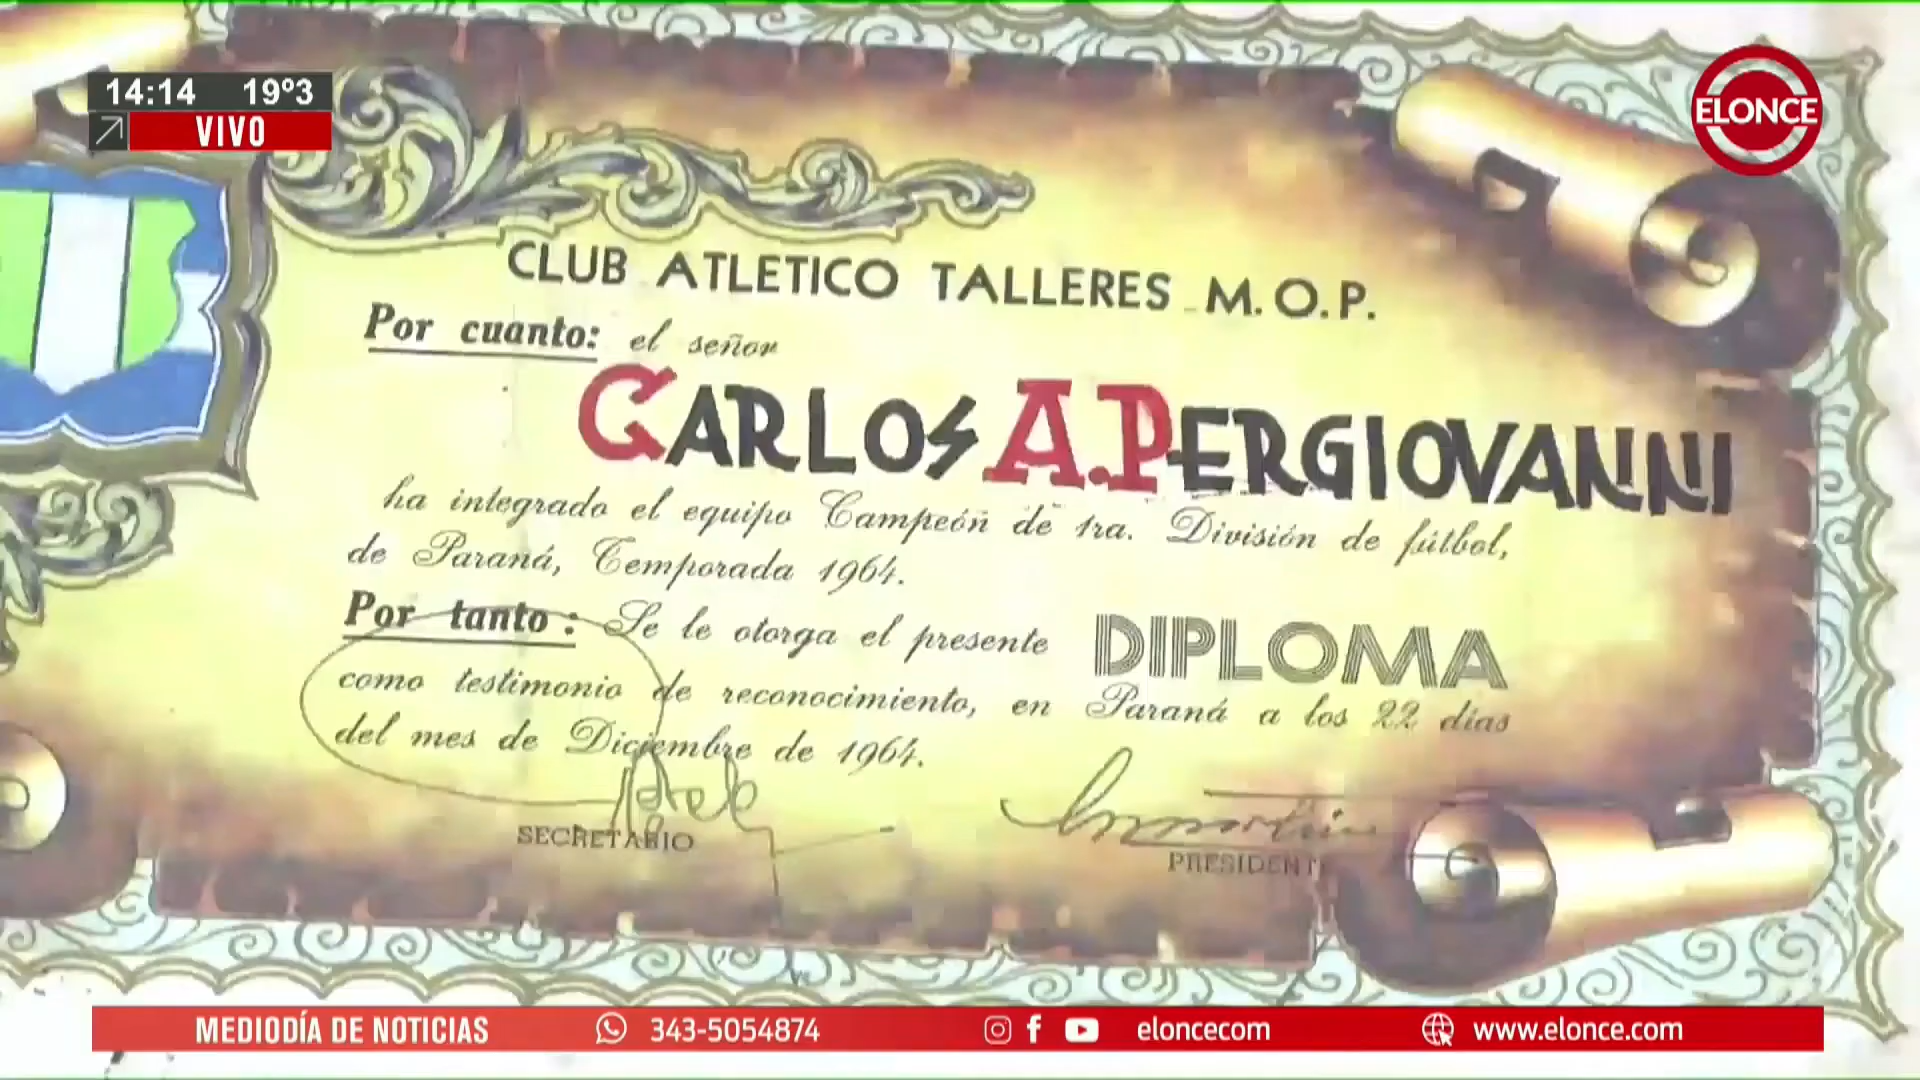 14:14 19º3
VIVO
ELONCE
CLUB ATLETICO TALLERES M.O.P.
Por cuanto: el señor
CARLOS A. PERGIOVANNI
ha integrado el equipo Campeón de 1ra. División de fútbol,
de Paraná, Temporada 1964.
Por tanto: Se le otorga el presente DIPLOMA
como testimonio de reconocimiento, en Paraná a los 22 días
del mes de Diciembre de 1964.
SECRETARIO
PRESIDENTE
MEDIODÍA DE NOTICIAS 343-5054874 eloncecom www.elonce.com